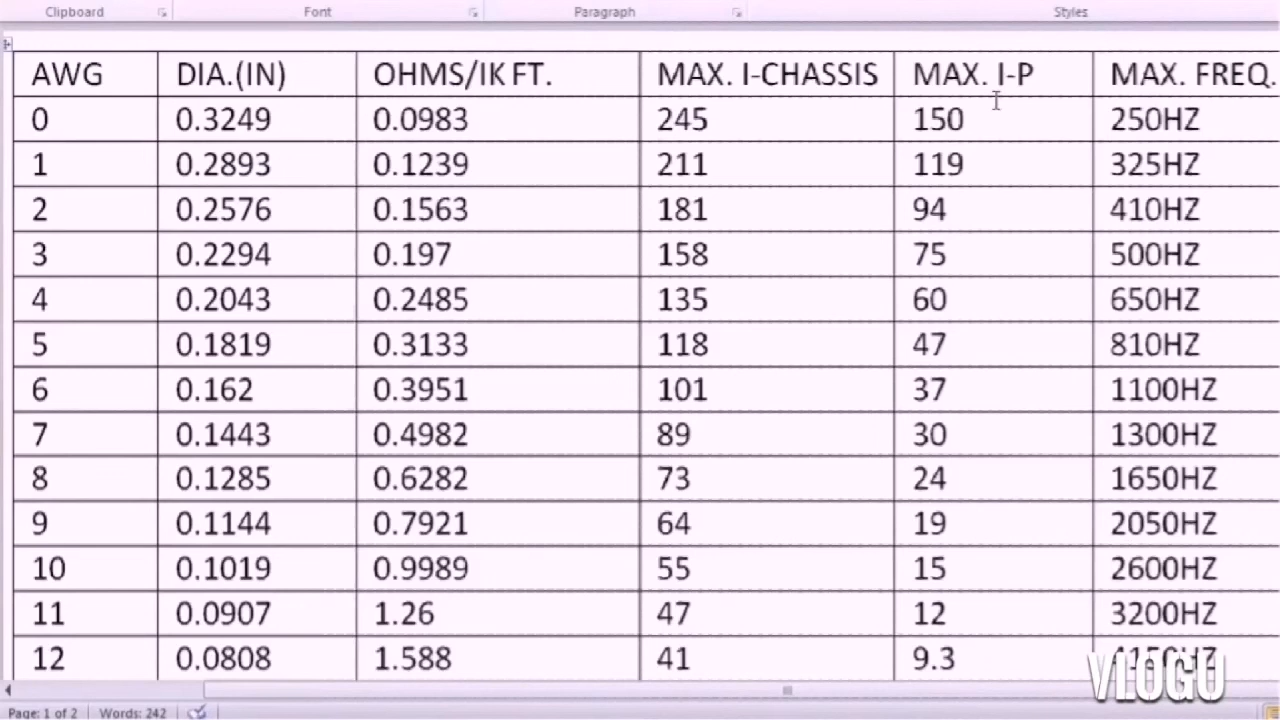 Clipboard Font Paragraph Styles
AWG DIA.(IN) OHMS/IK FT. MAX. I-CHASSIS MAX. I-P MAX. FREQ.
0 0.3249 0.0983 245 150 250HZ
1 0.2893 0.1239 211 119 325HZ
2 0.2576 0.1563 181 94 410HZ
3 0.2294 0.197 158 75 500HZ
4 0.2043 0.2485 135 60 650HZ
5 0.1819 0.3133 118 47 810HZ
6 0.162 0.3951 101 37 1100HZ
7 0.1443 0.4982 89 30 1300HZ
8 0.1285 0.6282 73 24 1650HZ
9 0.1144 0.7921 64 19 2050HZ
10 0.1019 0.9989 55 15 2600HZ
11 0.0907 1.26 47 12 3200HZ
12 0.0808 1.588 41 9.3 4150HZ
VLOGU
Page: 1 of 2 Words: 242